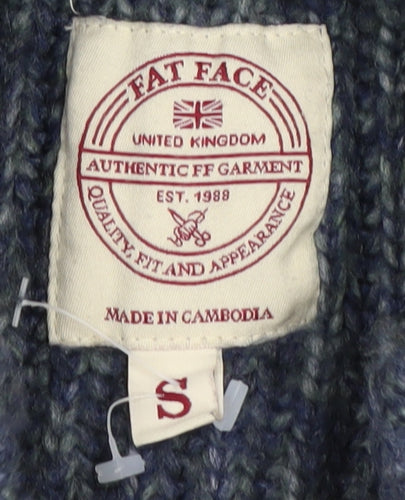 FAT FACE
UNITED KINGDOM
AUTHENTIC FF GARMENT
EST. 1988
QUALITY, FIT AND APPEARANCE
MADE IN CAMBODIA
S